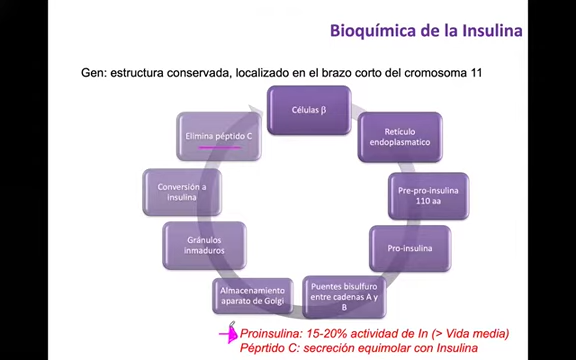 Bioquímica de la Insulina
Gen: estructura conservada, localizado en el brazo corto del cromosoma 11
Células β
Retículo
endoplasmatico
Pre-pro-insulina
110 aa
Pro-insulina
Puentes bisulfuro
entre cadenas A y
B
Almacenamiento
aparato de Golgi
Gránulos
inmaduros
Conversión a
insulina
Elimina péptido C
Proinsulina: 15-20% actividad de In (> Vida media)
Péprtido C: secreción equimolar con Insulina